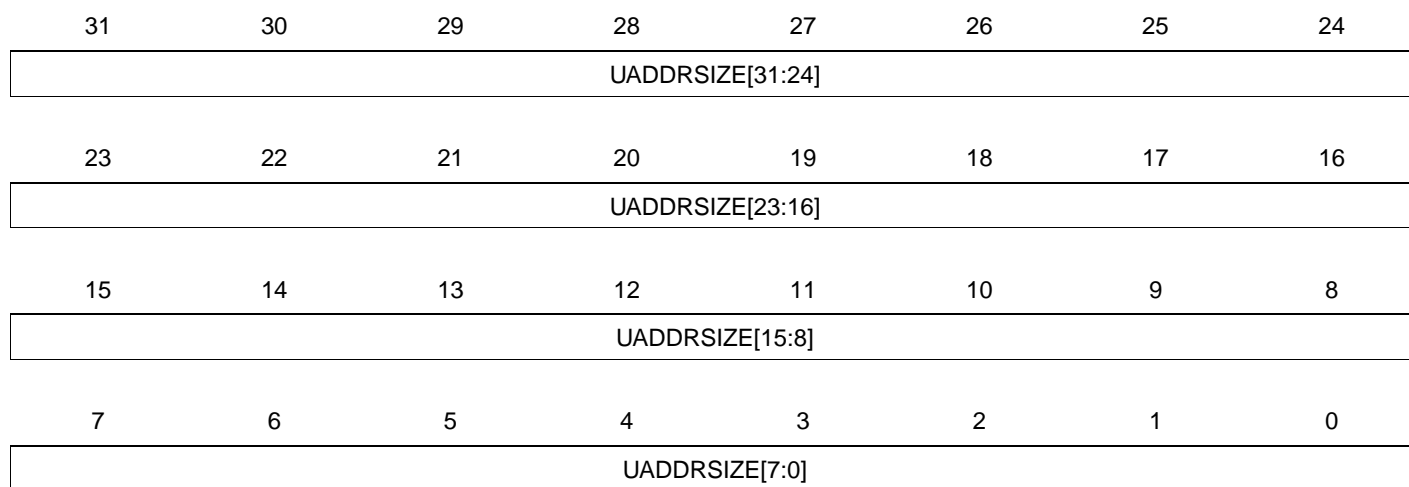 31 30 29 28 27 26 25 24
UADDRSIZE[31:24]
23 22 21 20 19 18 17 16
UADDRSIZE[23:16]
15 14 13 12 11 10 9 8
UADDRSIZE[15:8]
7 6 5 4 3 2 1 0
UADDRSIZE[7:0]